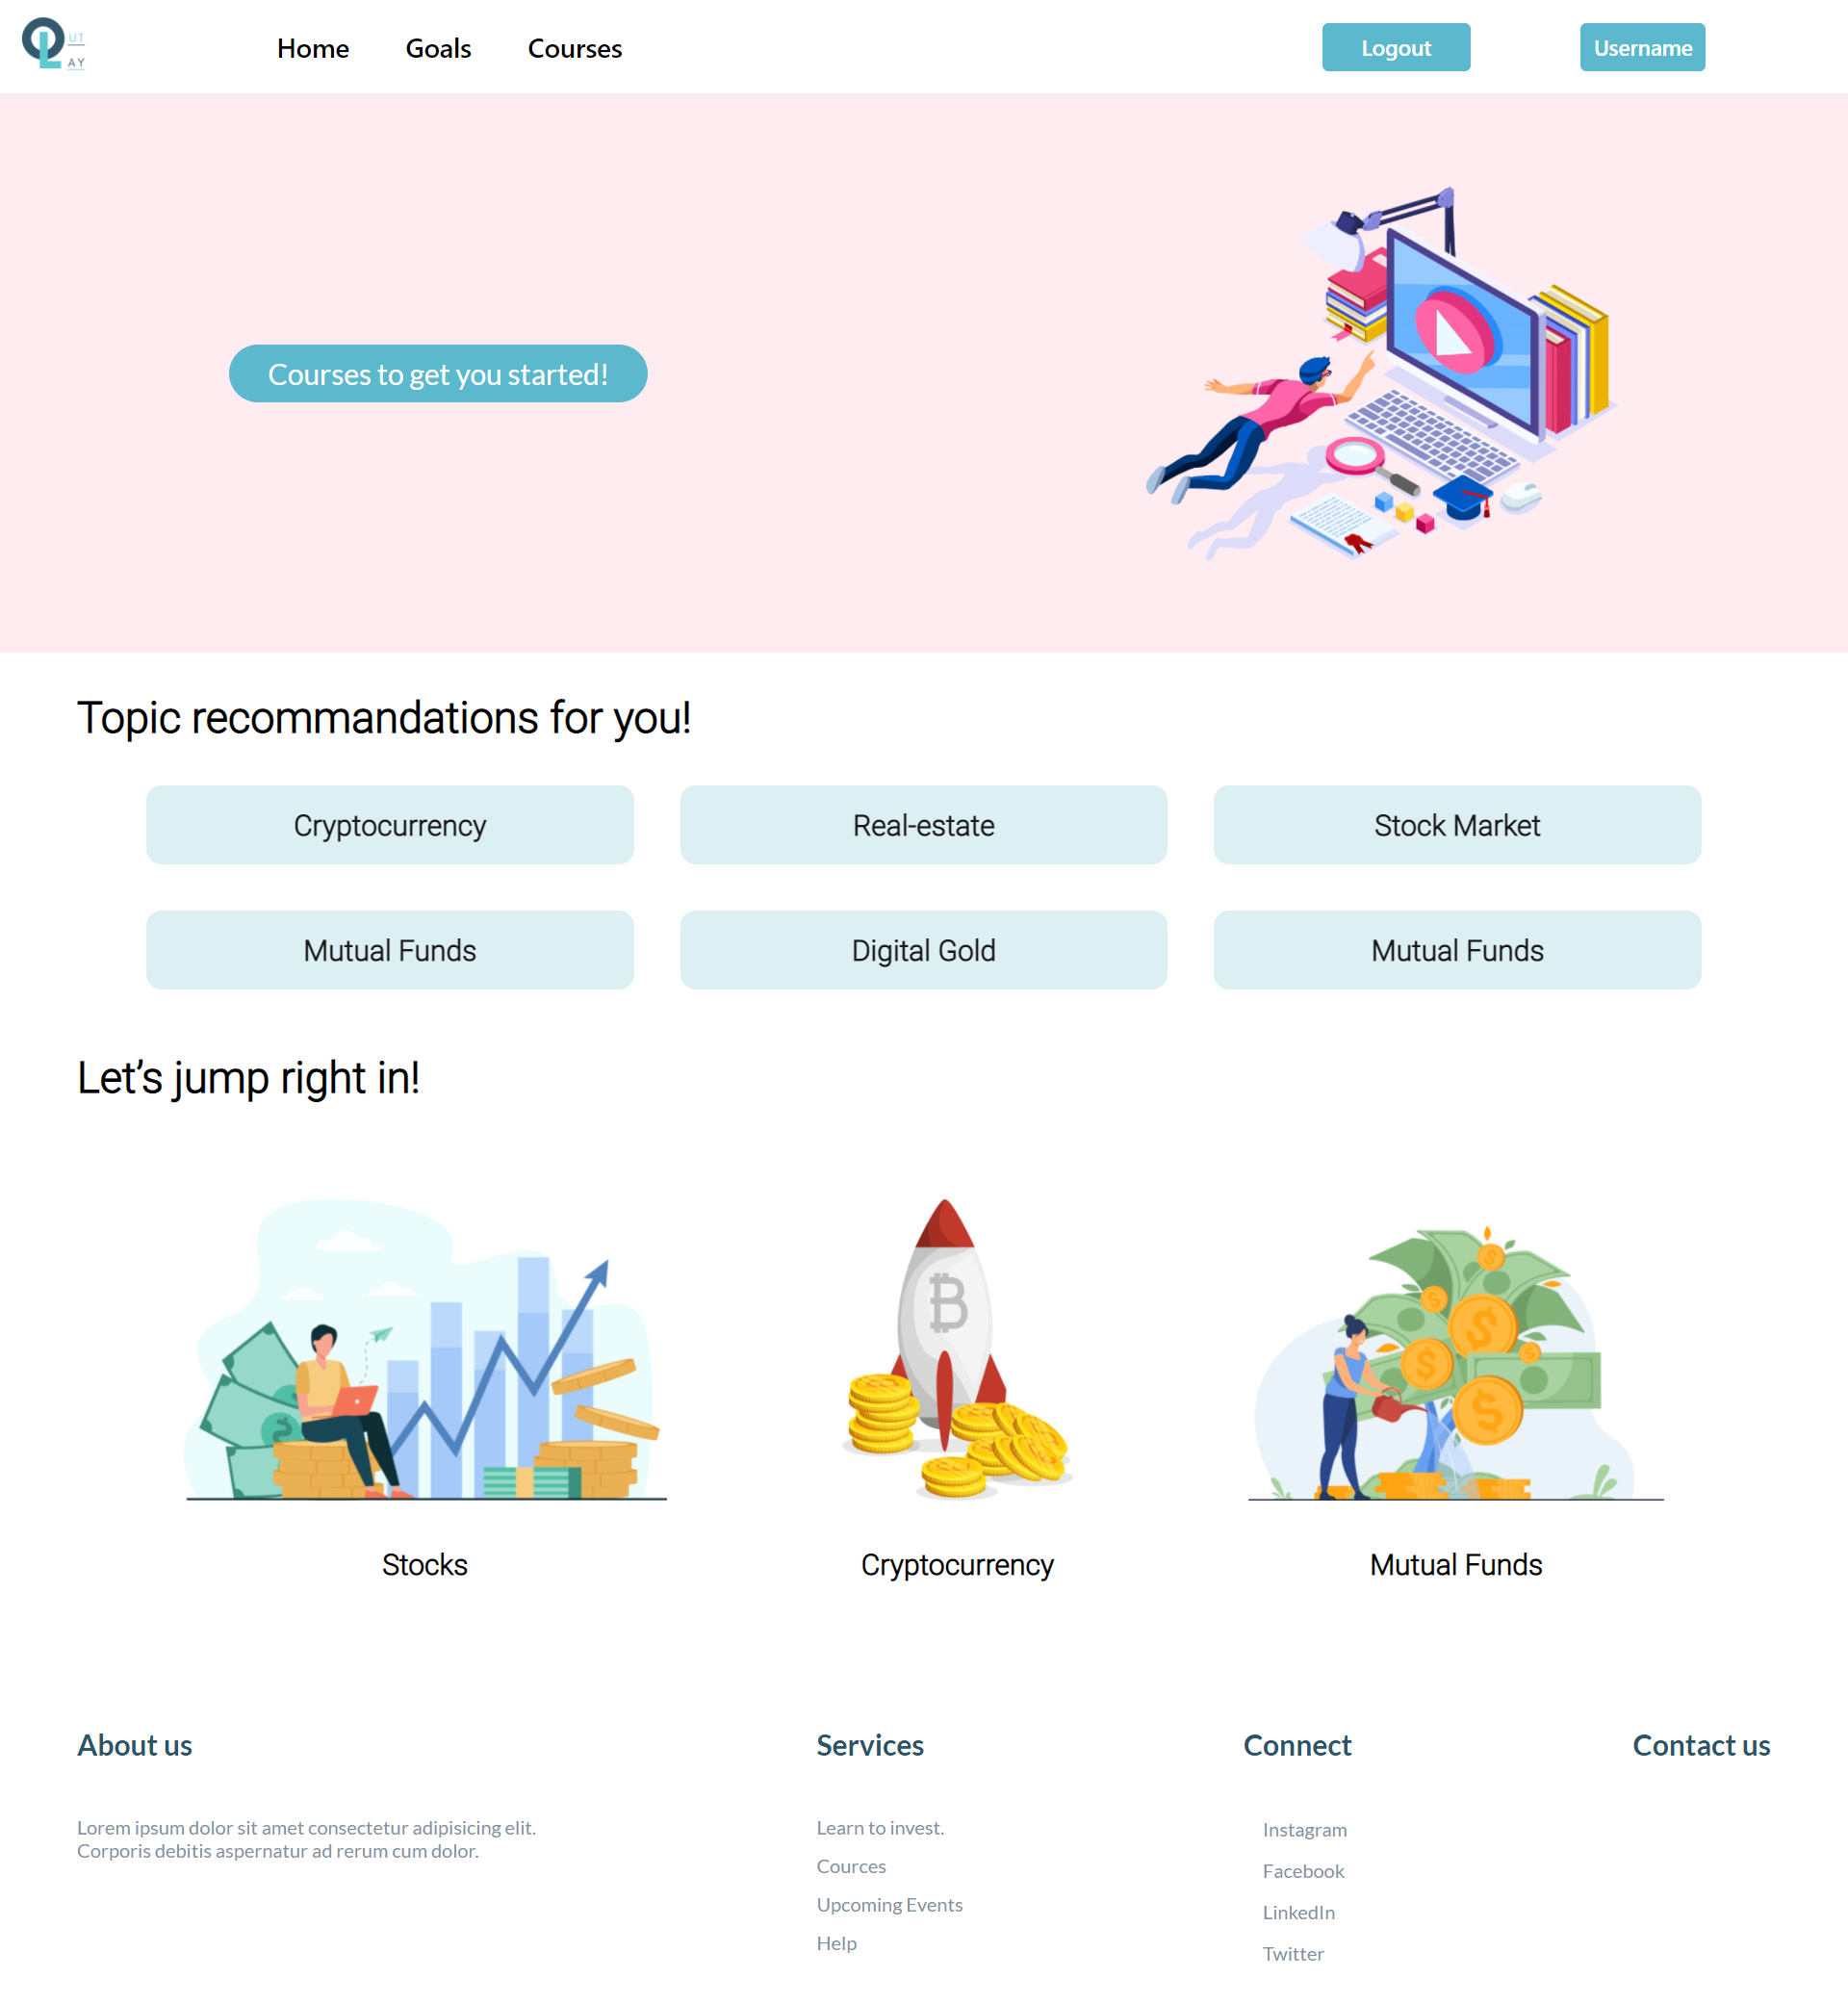 OUT
LAY
Home
Goals
Courses
Logout
Username
Courses to get you started!
Topic recommandations for you!
Cryptocurrency
Real-estate
Stock Market
Mutual Funds
Digital Gold
Mutual Funds
Let’s jump right in!
Stocks
Cryptocurrency
Mutual Funds
About us
Lorem ipsum dolor sit amet consectetur adipisicing elit.
Corporis debitis aspernatur ad rerum cum dolor.
Services
Learn to invest.
Cources
Upcoming Events
Help
Connect
Instagram
Facebook
LinkedIn
Twitter
Contact us